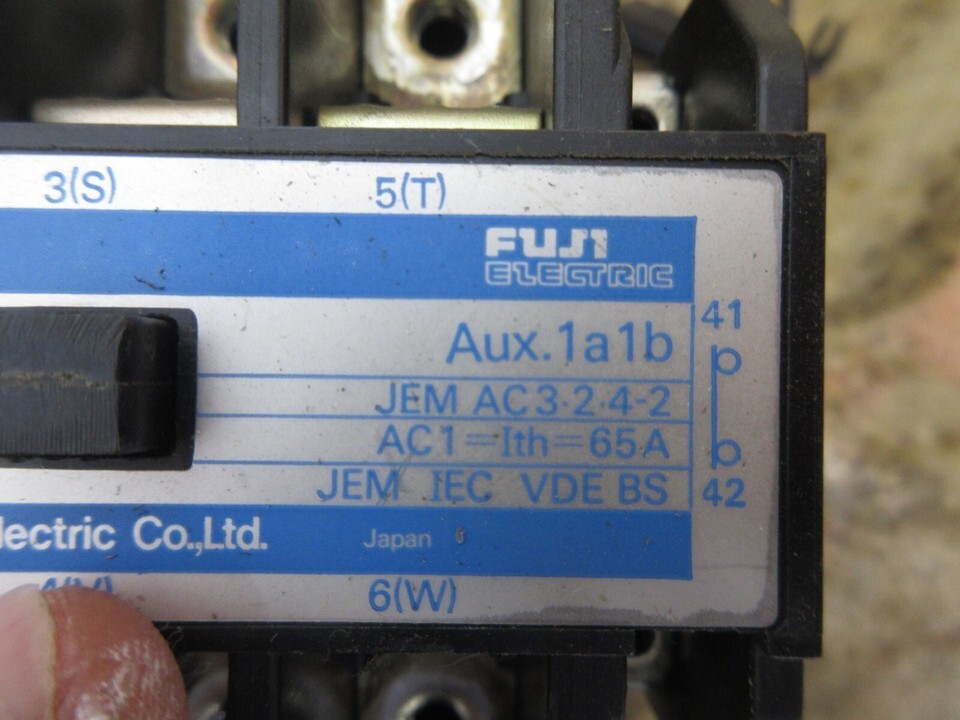 3(S) 5(T)
FUJI
ELECTRIC
41
Aux.1a1b
JEM AC3·2·4-2
AC1=Ith=65A
JEM IEC VDE BS
42
lectric Co.,Ltd. Japan
6(W)